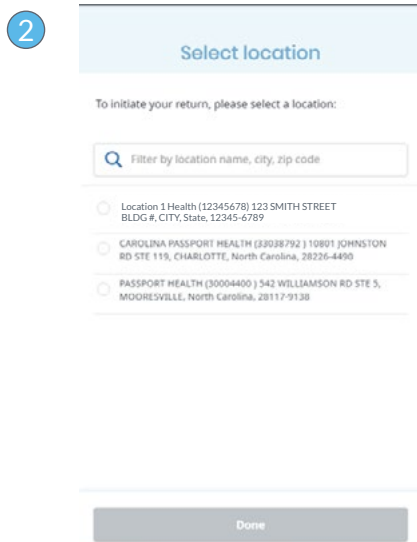 2
Select location
To initiate your return, please select a location:
Filter by location name, city, zip code
Location 1 Health (12345678) 123 SMITH STREET
BLDG #, CITY, State, 12345-6789
CAROLINA PASSPORT HEALTH (33038792 ) 10801 JOHNSTON
RD STE 119, CHARLOTTE, North Carolina, 28226-4490
PASSPORT HEALTH (30004400 ) 542 WILLIAMSON RD STE 5,
MOORESVILLE, North Carolina, 28117-9138
Done